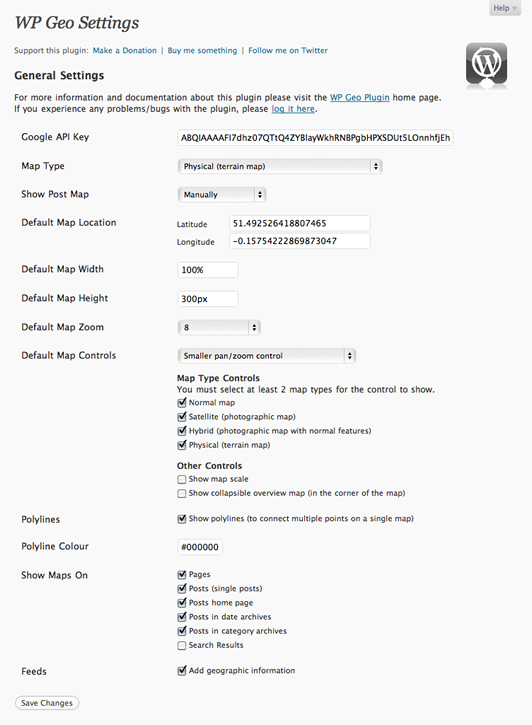 Help
WP Geo Settings
Support this plugin: Make a Donation | Buy me something | Follow me on Twitter
General Settings
For more information and documentation about this plugin please visit the WP Geo Plugin home page.
If you experience any problems/bugs with the plugin, please log it here.
Google API Key ABQIAAAAFI7dhz07QTtQ4ZYBlayWkhRNBPgbHPXSDUt5LOnnhfjEh
Map Type Physical (terrain map)
Show Post Map Manually
Default Map Location Latitude 51.492526418807465
Longitude -0.15754222869873047
Default Map Width 100%
Default Map Height 300px
Default Map Zoom 8
Default Map Controls Smaller pan/zoom control
Map Type Controls
You must select at least 2 map types for the control to show.
Normal map
Satellite (photographic map)
Hybrid (photographic map with normal features)
Physical (terrain map)
Other Controls
Show map scale
Show collapsible overview map (in the corner of the map)
Polylines Show polylines (to connect multiple points on a single map)
Polyline Colour #000000
Show Maps On Pages
Posts (single posts)
Posts home page
Posts in date archives
Posts in category archives
Search Results
Feeds Add geographic information
Save Changes